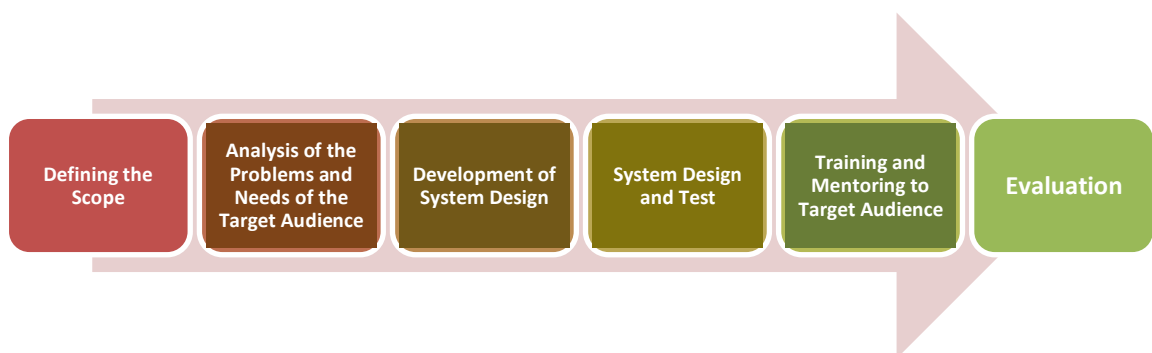 Defining the
Scope
Analysis of the
Problems and
Needs of the
Target Audience
Development of
System Design
System Design
and Test
Training and
Mentoring to
Target Audience
Evaluation